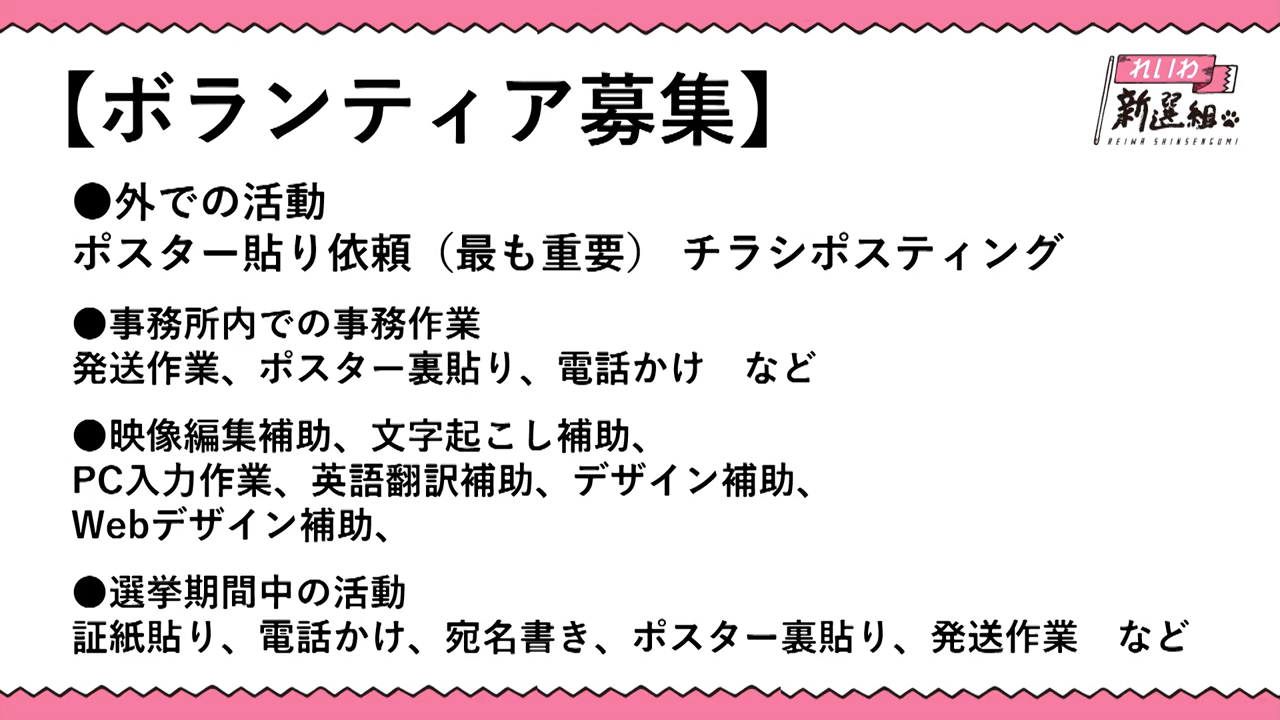 【ボランティア募集】
れいわ
新選組
REIWA SHINSENGUMI
●外での活動
ポスター貼り依頼（最も重要） チラシポスティング
●事務所内での事務作業
発送作業、ポスター裏貼り、電話かけ　など
●映像編集補助、文字起こし補助、
PC入力作業、英語翻訳補助、デザイン補助、
Webデザイン補助、
●選挙期間中の活動
証紙貼り、電話かけ、宛名書き、ポスター裏貼り、発送作業　など